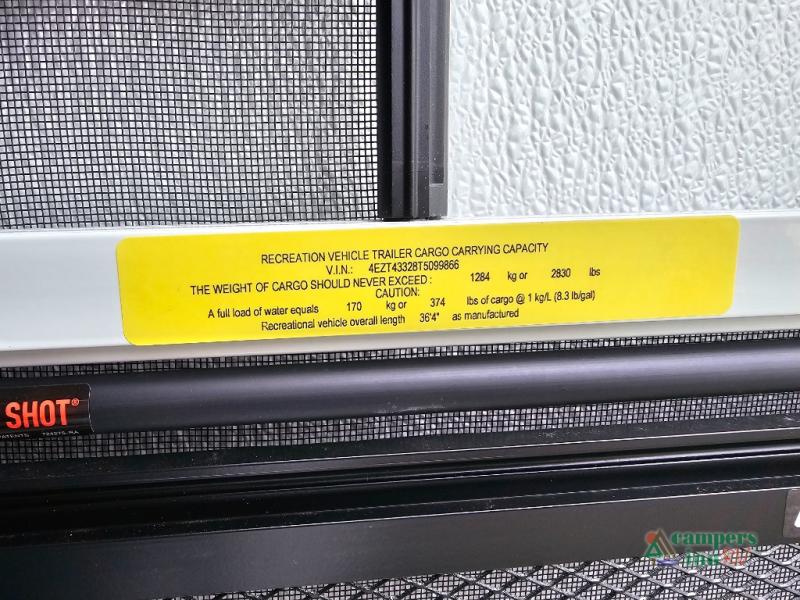 RECREATION VEHICLE TRAILER CARGO CARRYING CAPACITY
V.I.N.: 4EZT43328T5099866
THE WEIGHT OF CARGO SHOULD NEVER EXCEED : 1284 kg or 2830 lbs
CAUTION:
A full load of water equals 170 kg or 374 lbs of cargo @ 1 kg/L (8.3 lb/gal)
Recreational vehicle overall length 36'4" as manufactured
SHOT®
campers
inn RV